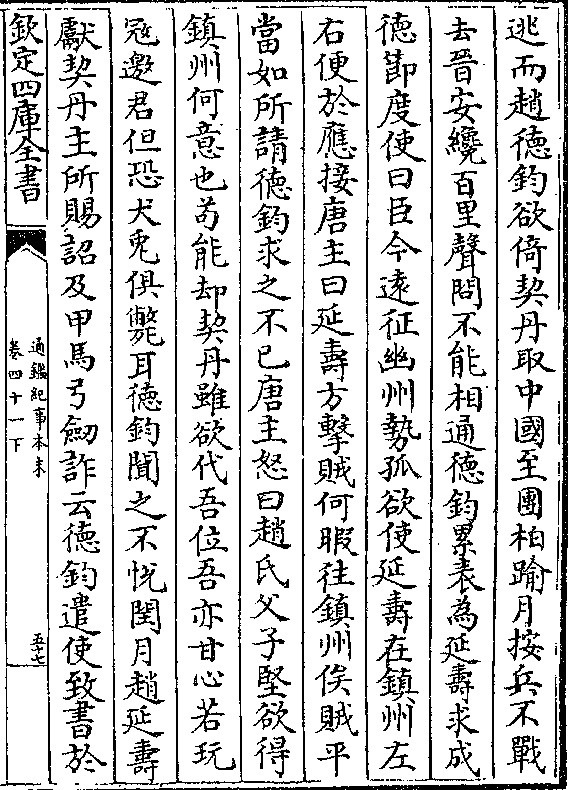 逃而趙徳鈞欲倚契丹取中國至團柏踰月按兵不戰
去晉安纔百里聲問不能相通徳鈞累表為延壽求成
徳節度使曰臣今遠征幽州勢孤欲使延壽在鎮州左
右便於應接唐主曰延壽方擊賊何暇往鎮州俟賊平
當如所請徳鈞求之不已唐主怒曰趙氏父子堅欲得
鎮州何意也茍能却契丹雖欲代吾位吾亦甘心若玩
冦邀君但恐犬兎俱斃耳徳鈞聞之不悅閏月趙延壽
獻契丹主所賜詔及甲馬弓劒詐云徳鈞遣使致書於
欽定四庫全書
通鑑紀事本末
卷四十一下
五十七